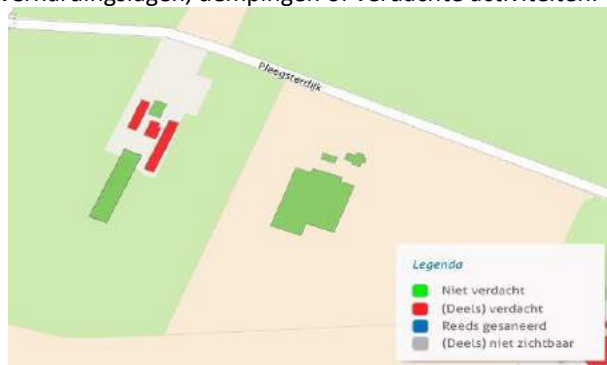 verhardingslagen, dempingen of verdachte activiteiten.
Pleegsterdijk
Legenda
Niet verdacht
(Deels) verdacht
Reeds gesaneerd
(Deels) niet zichtbaar